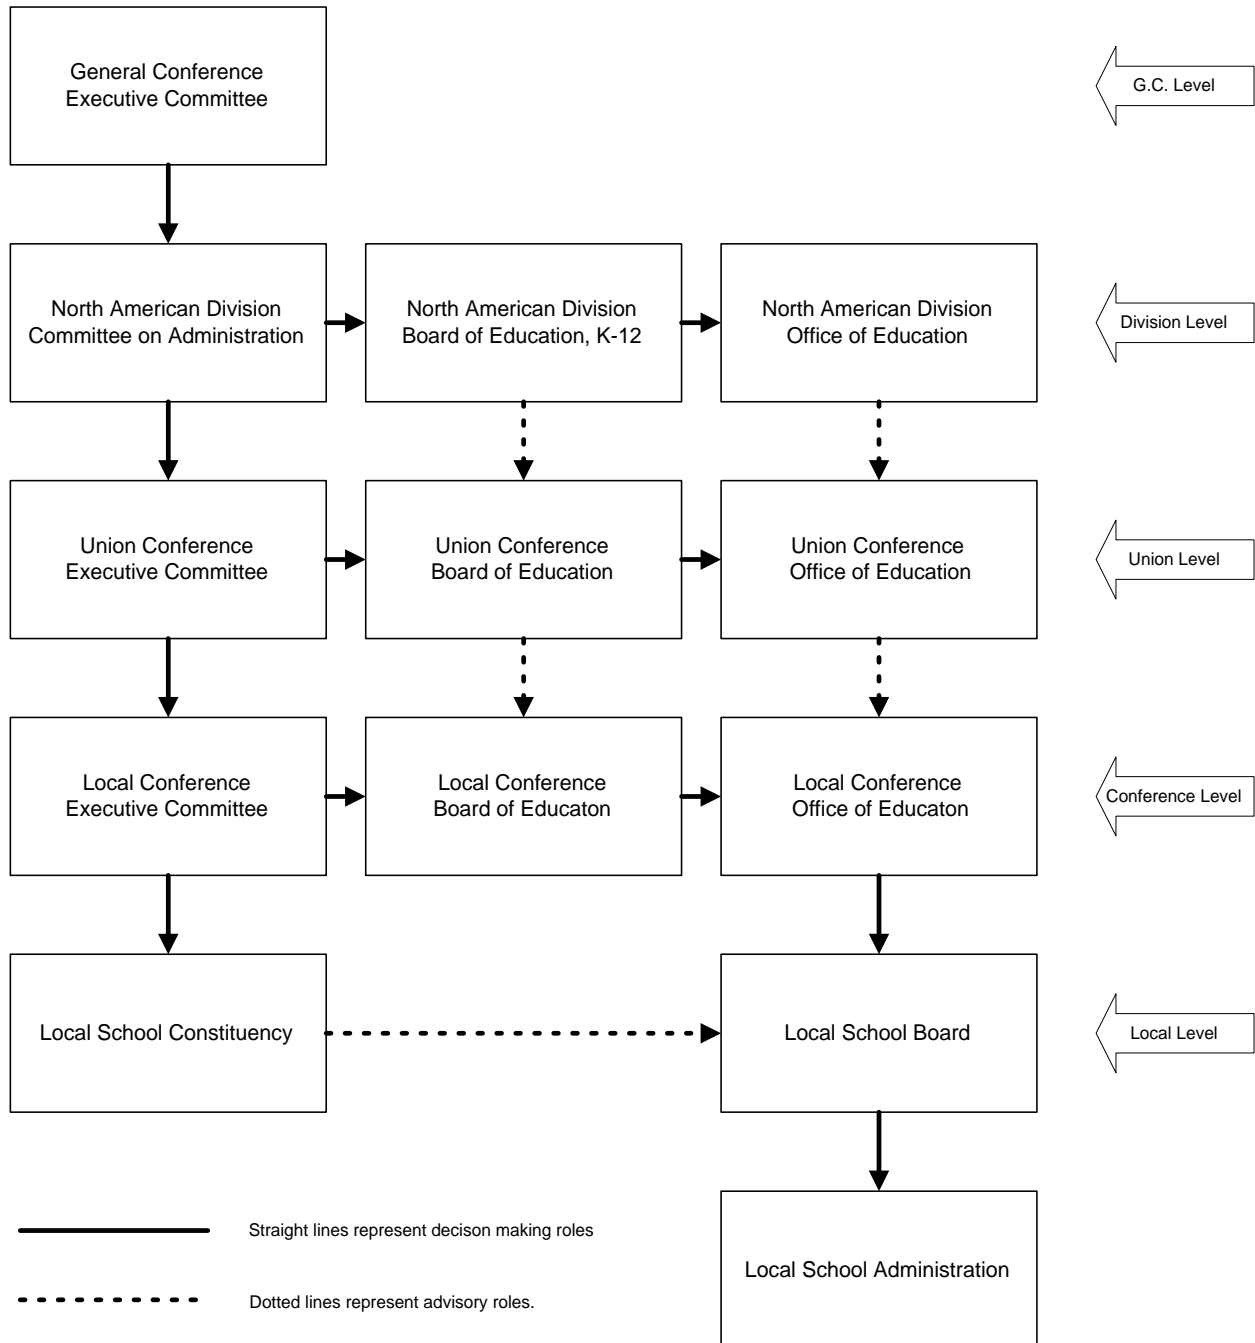 General Conference
Executive Committee
G.C. Level
North American Division
Committee on Administration
North American Division
Board of Education, K-12
North American Division
Office of Education
Division Level
Union Conference
Executive Committee
Union Conference
Board of Education
Union Conference
Office of Education
Union Level
Local Conference
Executive Committee
Local Conference
Board of Educaton
Local Conference
Office of Educaton
Conference Level
Local School Constituency
Local School Board
Local Level
Straight lines represent decison making roles
Local School Administration
Dotted lines represent advisory roles.